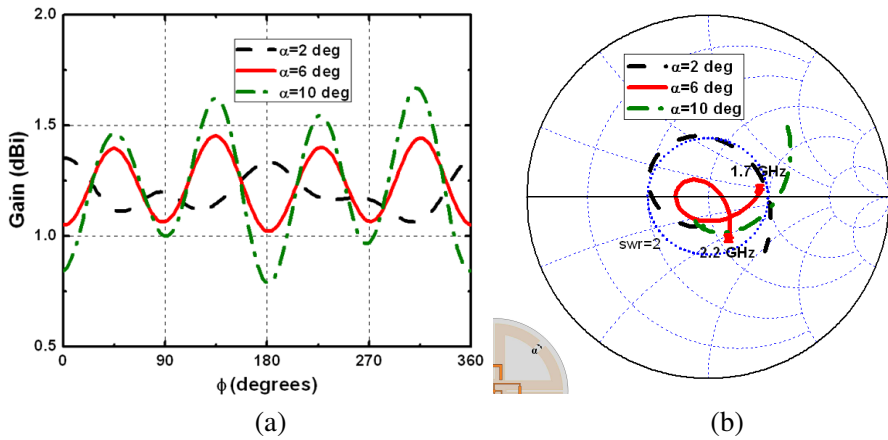 2.0
1.5
1.0
0.5
Gain (dBi)
α=2 deg
α=6 deg
α=10 deg
0 90 180 270 360
ϕ (degrees)
(a)
α=2 deg
α=6 deg
α=10 deg
1.7 GHz
swr=2
2.2 GHz
α
(b)